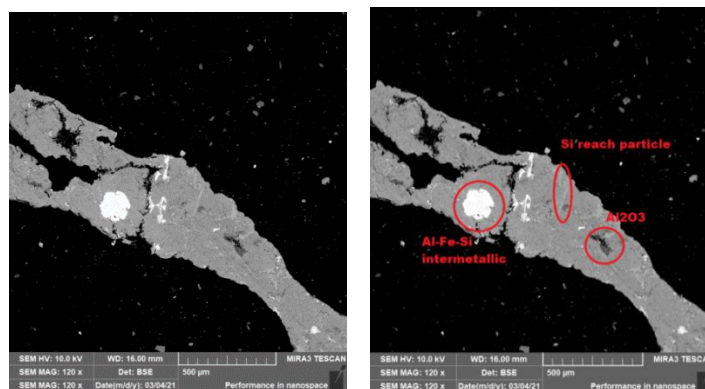 SEM HV: 10.0 kV WD: 16.00 mm MIRA3 TESCAN
SEM MAG: 120 x Det: BSE 500 µm
SEM MAG: 120 x Date(m/d/y): 03/04/21 Performance in nanospace
Si reach particle
Al2O3
Al-Fe-Si
intermetallic
SEM HV: 10.0 kV WD: 16.00 mm MIRA3 TESCAN
SEM MAG: 120 x Det: BSE 500 µm
SEM MAG: 120 x Date(m/d/y): 03/04/21 Performance in nanospace